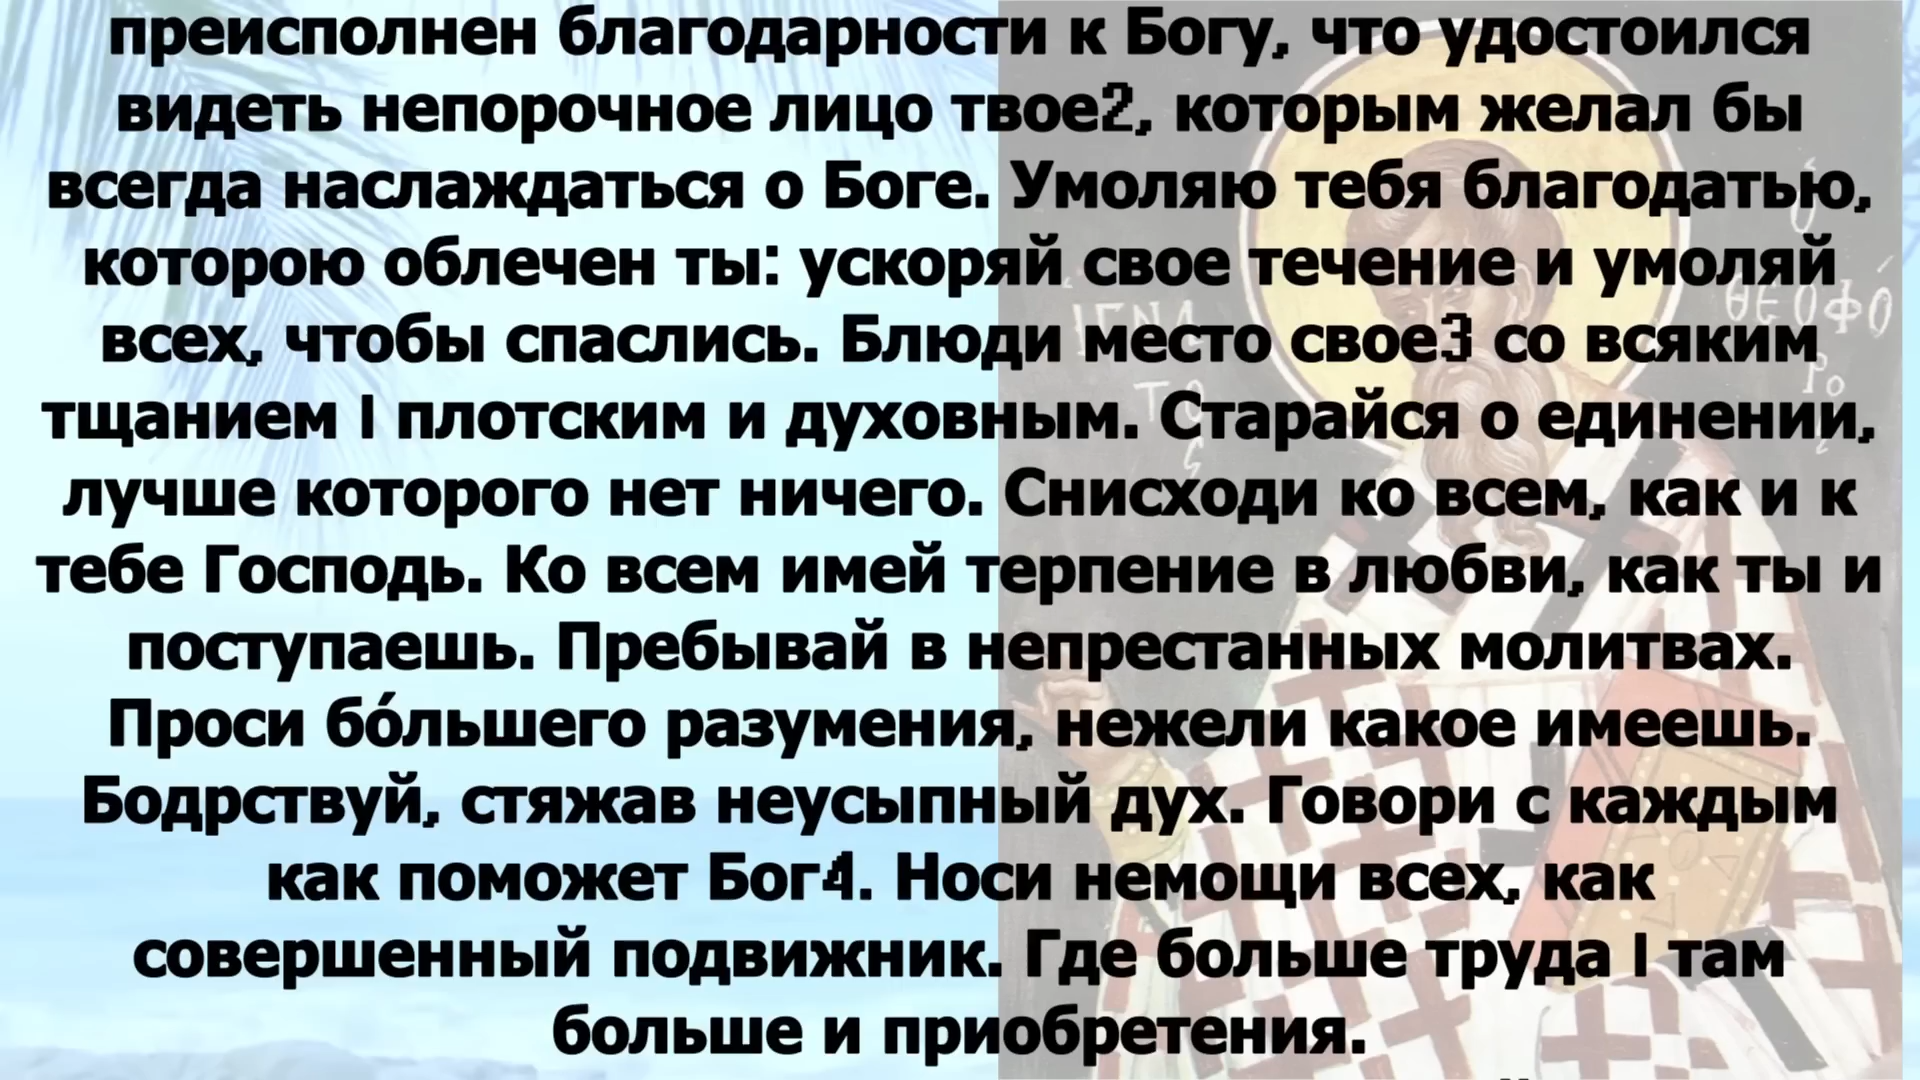 преисполнен благодарности к Богу, что удостоился
видеть непорочное лицо твое2, которым желал бы
всегда наслаждаться о Боге. Умоляю тебя благодатью,
которою облечен ты: ускоряй свое течение и умоляй
всех, чтобы спаслись. Блюди место свое3 со всяким
тщанием | плотским и духовным. Старайся о единении,
лучше которого нет ничего. Снисходи ко всем, как и к
тебе Господь. Ко всем имей терпение в любви, как ты и
поступаешь. Пребывай в непрестанных молитвах.
Проси бо́льшего разумения, нежели какое имеешь.
Бодрствуй, стяжав неусыпный дух. Говори с каждым
как поможет Бог4. Носи немощи всех, как
совершенный подвижник. Где больше труда | там
больше и приобретения.
ἸΓΝΑ
ΤΟ
ς
ὁ
ΘΕΟΦΌ
Ρο